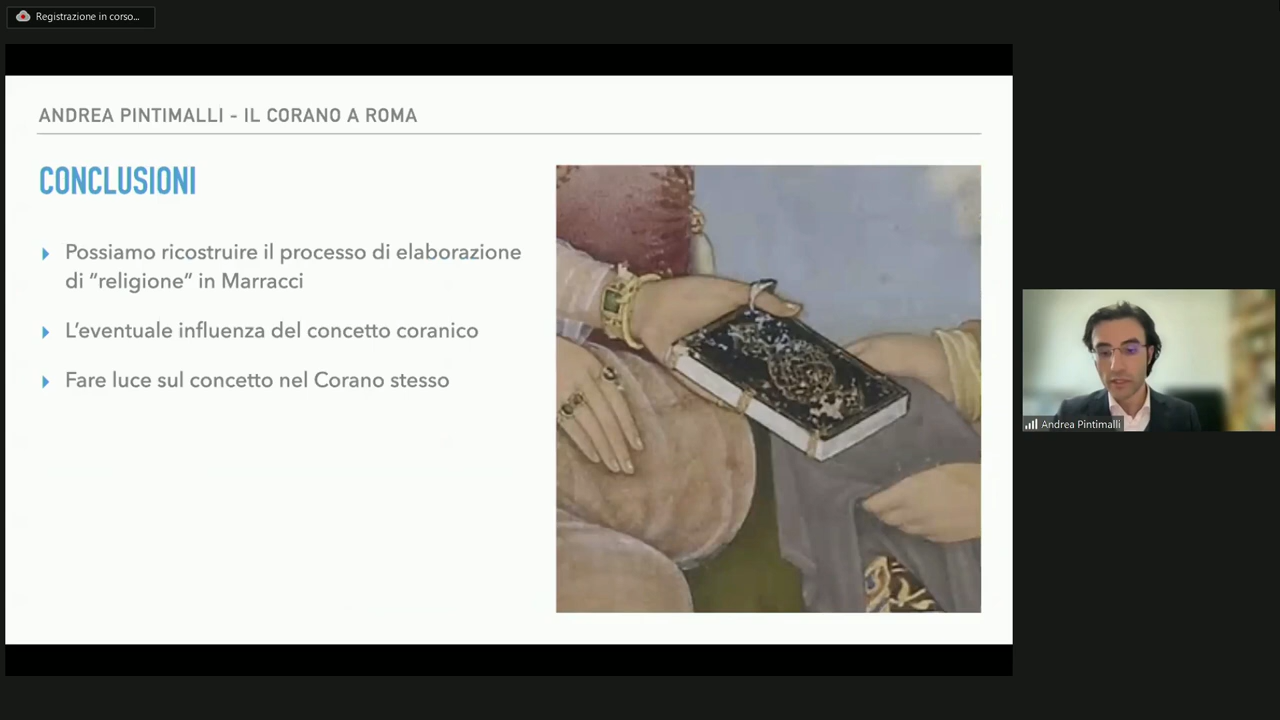 Registrazione in corso...
ANDREA PINTIMALLI - IL CORANO A ROMA
CONCLUSIONI
Possiamo ricostruire il processo di elaborazione
di “religione” in Marracci
L’eventuale influenza del concetto coranico
Fare luce sul concetto nel Corano stesso
Andrea Pintimalli